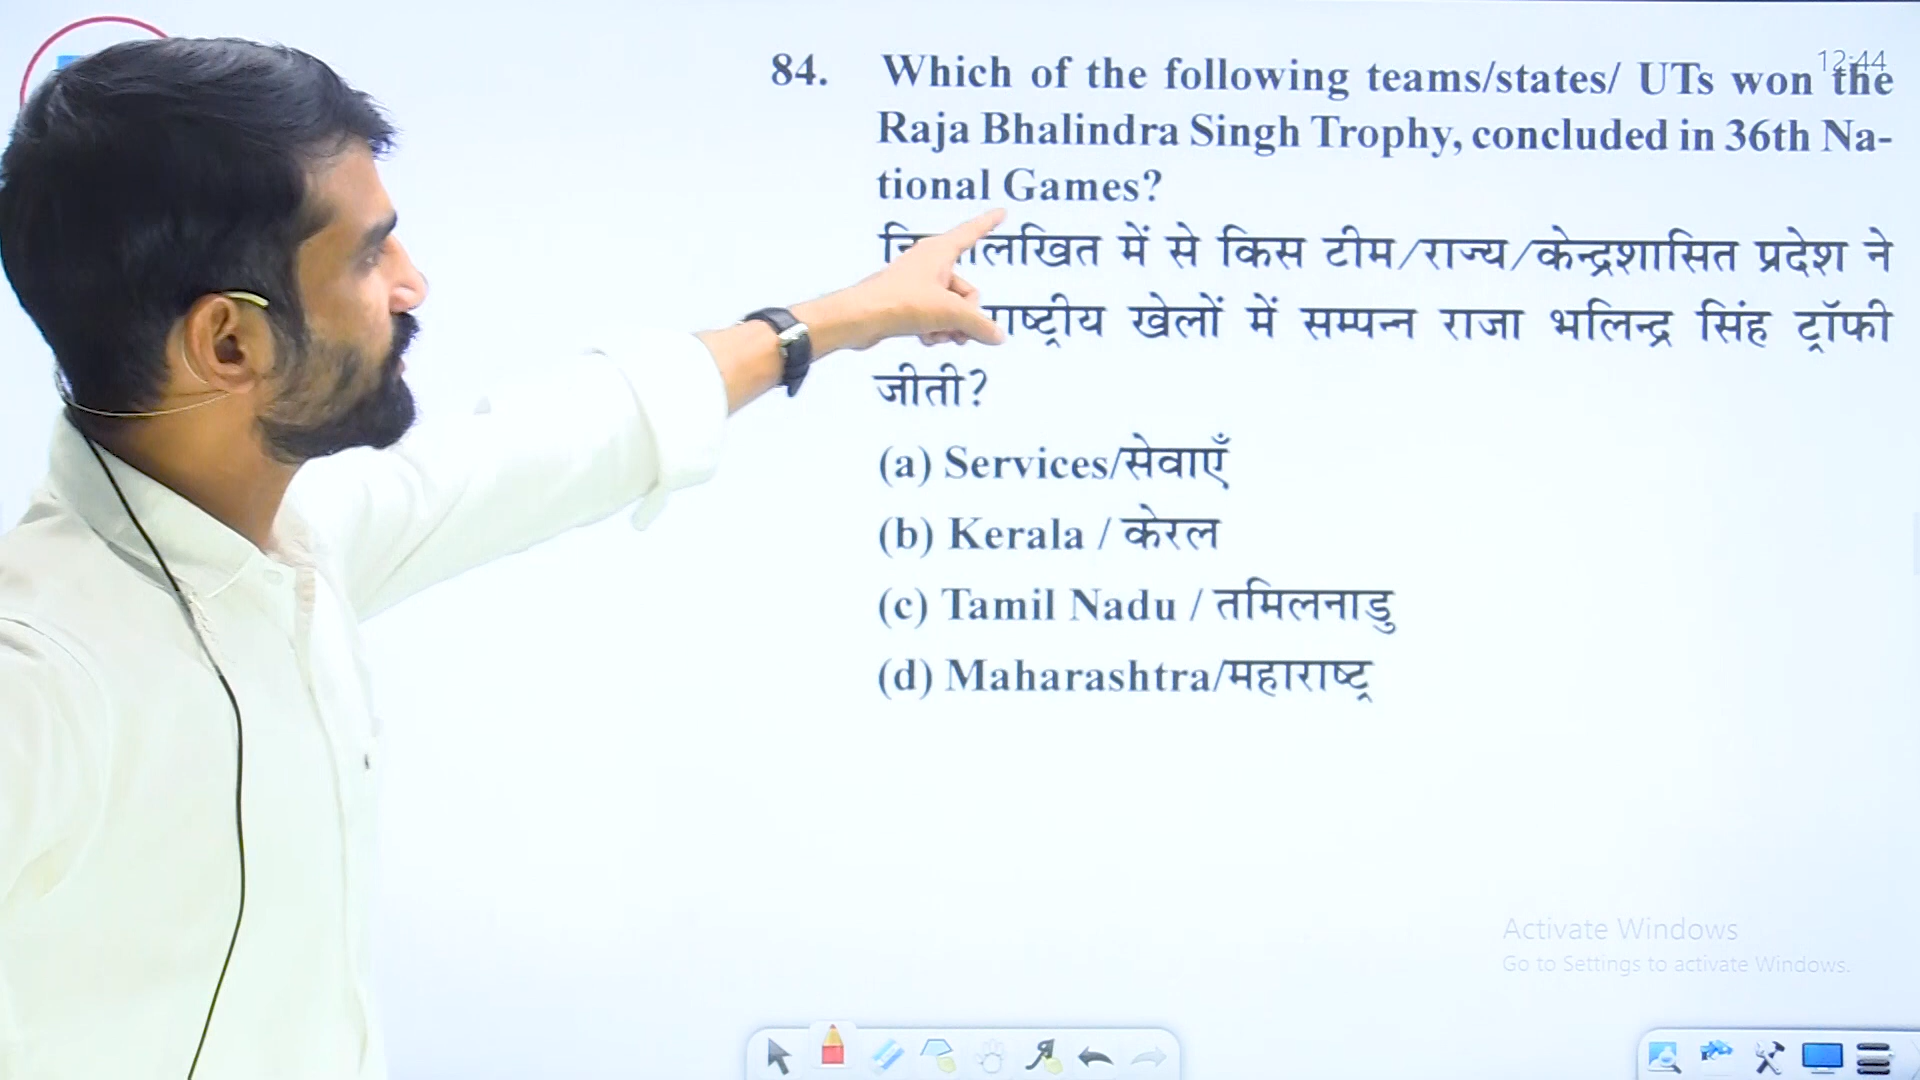 12:44
84. Which of the following teams/states/ UTs won the
Raja Bhalindra Singh Trophy, concluded in 36th Na-
tional Games?
में से किस टीम/राज्य/केन्द्रशासित प्रदेश ने
खेलों में सम्पन्न राजा भलिन्द्र सिंह ट्रॉफी
जीती?
(a) Services/सेवाएँ
(b) Kerala / केरल
(c) Tamil Nadu / तमिलनाडु
(d) Maharashtra/महाराष्ट्र
Activate Windows
Go to Settings to activate Windows.